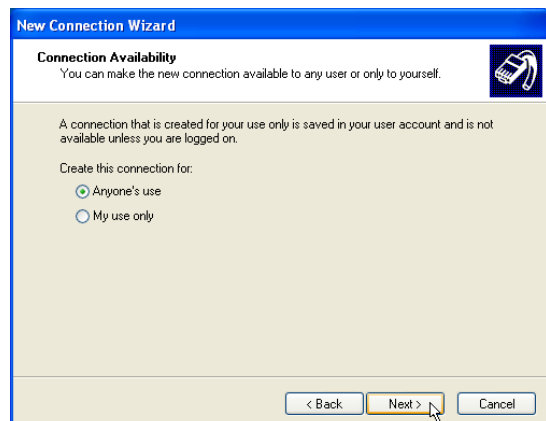 New Connection Wizard
Connection Availability
You can make the new connection available to any user or only to yourself.
A connection that is created for your use only is saved in your user account and is not
available unless you are logged on.
Create this connection for:
Anyone's use
My use only
< Back
Next >
Cancel